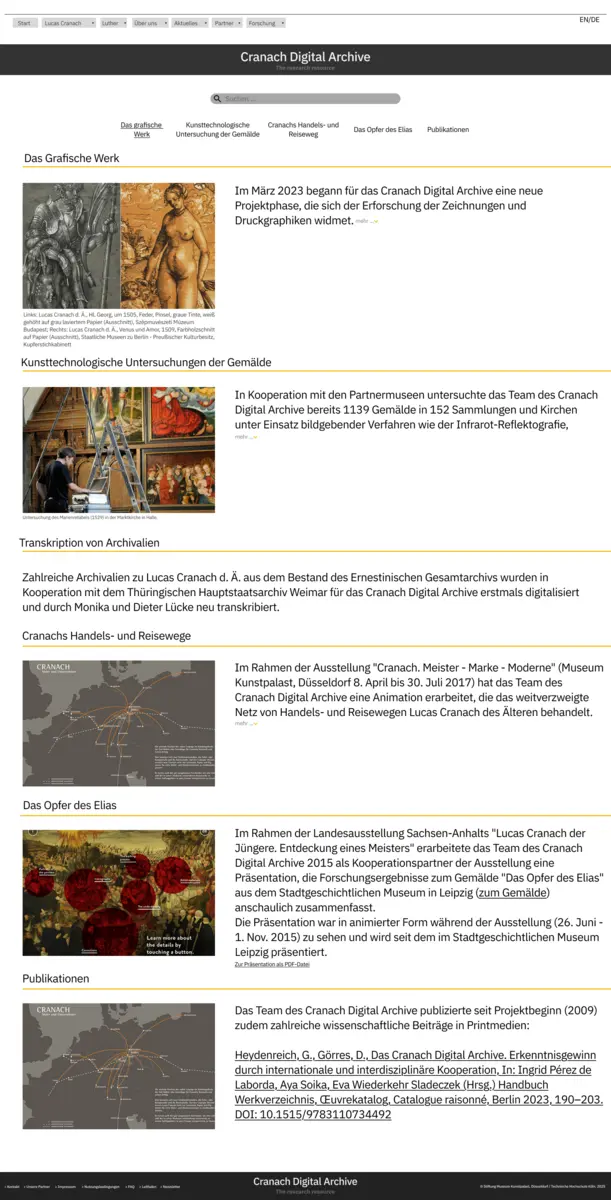 Start Lucas Cranach Luther Über uns Aktuelles Partner Forschung
EN/DE
Cranach Digital Archive
The research resource
Suchen ...
Das grafische
Werk
Kunsttechnologische
Untersuchung der Gemälde
Cranachs Handels- und
Reiseweg
Das Opfer des Elias
Publikationen
Das Grafische Werk
Im März 2023 begann für das Cranach Digital Archive eine neue
Projektphase, die sich der Erforschung der Zeichnungen und
Druckgraphiken widmet. mehr ...
Links: Lucas Cranach d. Ä., Hl. Georg, um 1505, Feder, Pinsel, graue Tinte, weiß
gehöht auf grau laviertem Papier (Ausschnitt), Szépmüvészeti Múzeum
Budapest; Rechts: Lucas Cranach d. Ä., Venus und Amor, 1509, Farbholzschnitt
auf Papier (Ausschnitt), Staatliche Museen zu Berlin - Preußischer Kulturbesitz,
Kupferstichkabinett
Kunsttechnologische Untersuchungen der Gemälde
In Kooperation mit den Partnermuseen untersuchte das Team des Cranach
Digital Archive bereits 1139 Gemälde in 152 Sammlungen und Kirchen
unter Einsatz bildgebender Verfahren wie der Infrarot-Reflektografie,
mehr ...
Untersuchung des Marienretabels (1529) in der Marktkirche in Halle.
Transkription von Archivalien
Zahlreiche Archivalien zu Lucas Cranach d. Ä. aus dem Bestand des Ernestinischen Gesamtarchivs wurden in
Kooperation mit dem Thüringischen Hauptstaatsarchiv Weimar für das Cranach Digital Archive erstmals digitalisiert
und durch Monika und Dieter Lücke neu transkribiert.
Cranachs Handels- und Reisewege
CRANACH
Im Rahmen der Ausstellung "Cranach. Meister - Marke - Moderne" (Museum
Kunstpalast, Düsseldorf 8. April bis 30. Juli 2017) hat das Team des
Cranach Digital Archive eine Animation erarbeitet, die das weitverzweigte
Netz von Handels- und Reisewegen Lucas Cranach des Älteren behandelt.
mehr ...
Das Opfer des Elias
Learn more about
the details by
touching a button.
Im Rahmen der Landesausstellung Sachsen-Anhalts "Lucas Cranach der
Jüngere. Entdeckung eines Meisters" erarbeitete das Team des Cranach
Digital Archive 2015 als Kooperationspartner der Ausstellung eine
Präsentation, die Forschungsergebnisse zum Gemälde "Das Opfer des Elias"
aus dem Stadtgeschichtlichen Museum in Leipzig (zum Gemälde)
anschaulich zusammenfasst.
Die Präsentation war in animierter Form während der Ausstellung (26. Juni -
1. Nov. 2015) zu sehen und wird seit dem im Stadtgeschichtlichen Museum
Leipzig präsentiert.
Zur Präsentation als PDF-Datei
Publikationen
CRANACH
Das Team des Cranach Digital Archive publizierte seit Projektbeginn (2009)
zudem zahlreiche wissenschaftliche Beiträge in Printmedien:
Heydenreich, G., Görres, D., Das Cranach Digital Archive. Erkenntnisgewinn
durch internationale und interdisziplinäre Kooperation, In: Ingrid Pérez de
Laborda, Aya Soika, Eva Wiederkehr Sladeczek (Hrsg.) Handbuch
Werkverzeichnis, Œuvrekatalog, Catalogue raisonné, Berlin 2023, 190–203.
DOI: 10.1515/9783110734492
> Kontakt > Unsere Partner > Impressum > Nutzungsbedingungen > FAQ > Leitfaden > Newsletter
Cranach Digital Archive
The research resource
© Stiftung Museum Kunstpalast, Düsseldorf / Technische Hochschule Köln, 2023